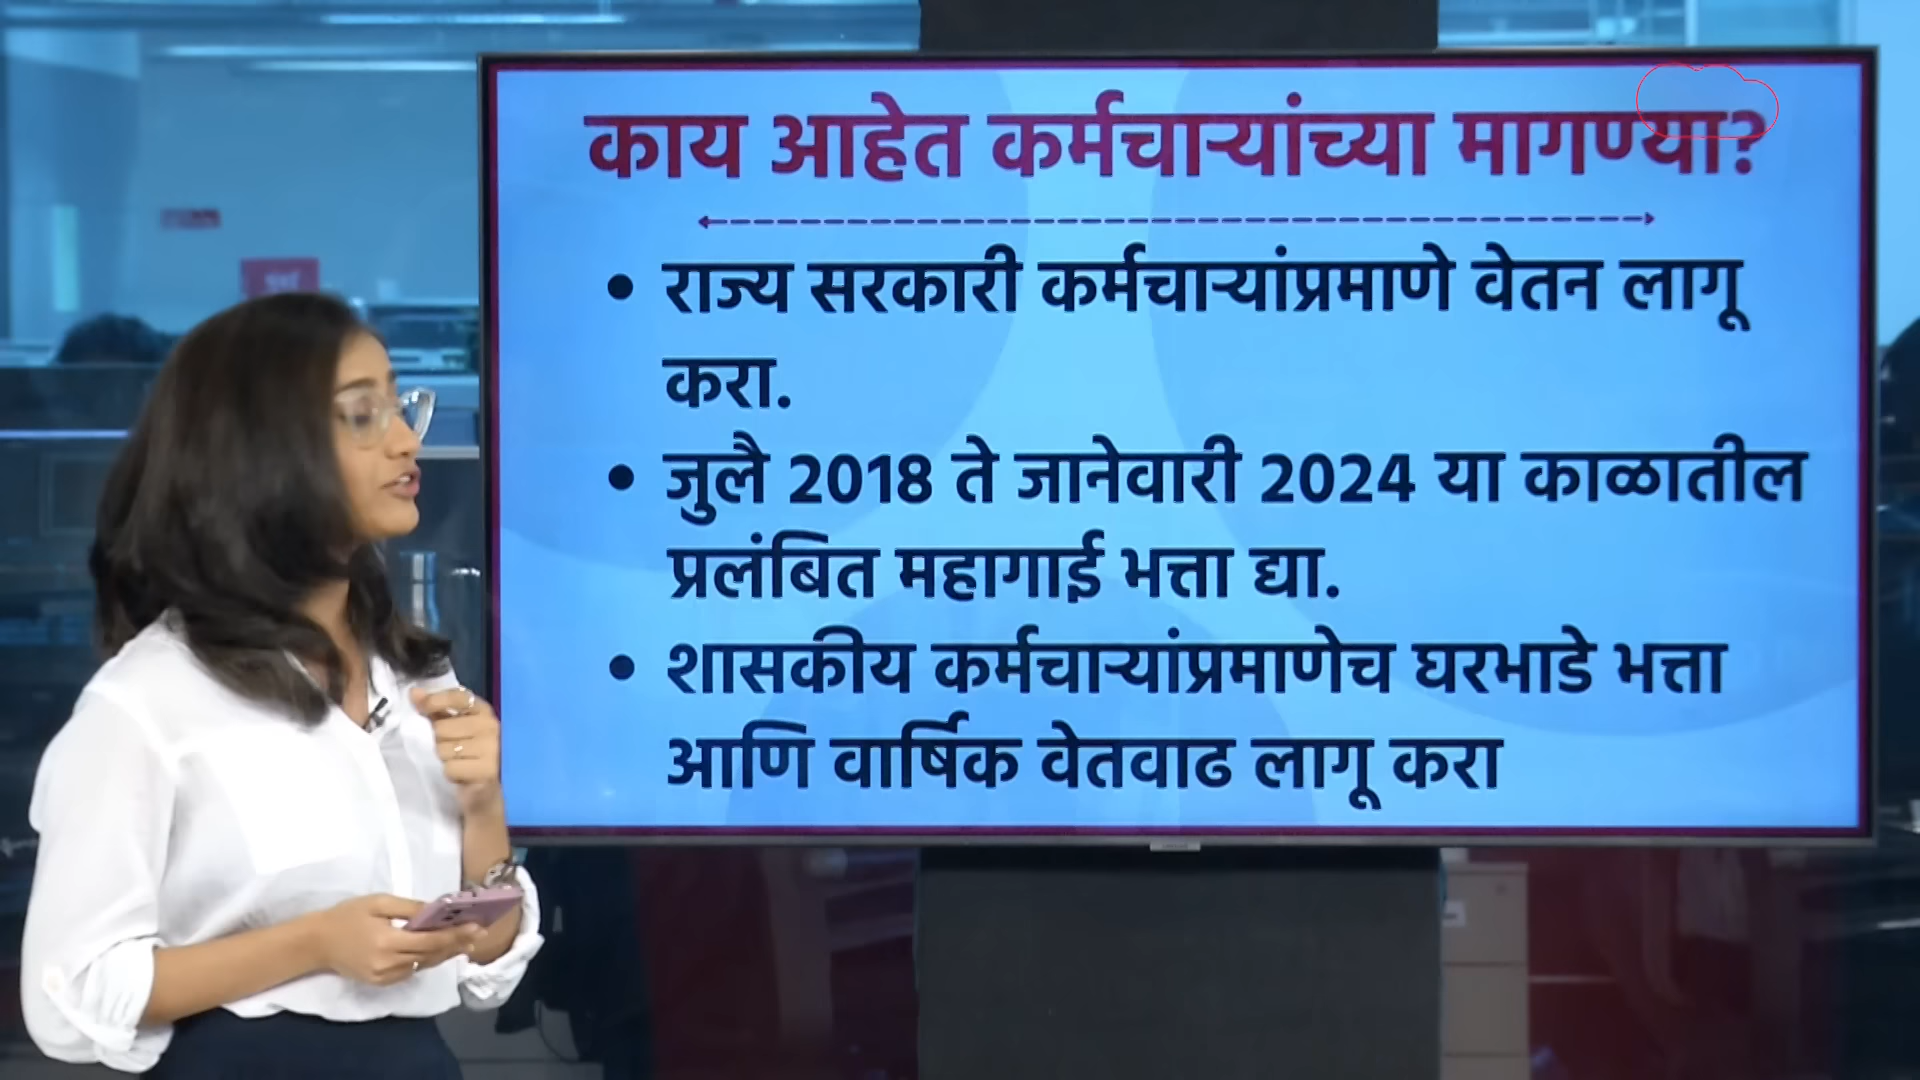 काय आहेत कर्मचाऱ्यांच्या मागण्या?
• राज्य सरकारी कर्मचाऱ्यांप्रमाणे वेतन लागू
करा.
• जुलै 2018 ते जानेवारी 2024 या काळातील
प्रलंबित महागाई भत्ता द्या.
• शासकीय कर्मचाऱ्यांप्रमाणेच घरभाडे भत्ता
आणि वार्षिक वेतवाढ लागू करा